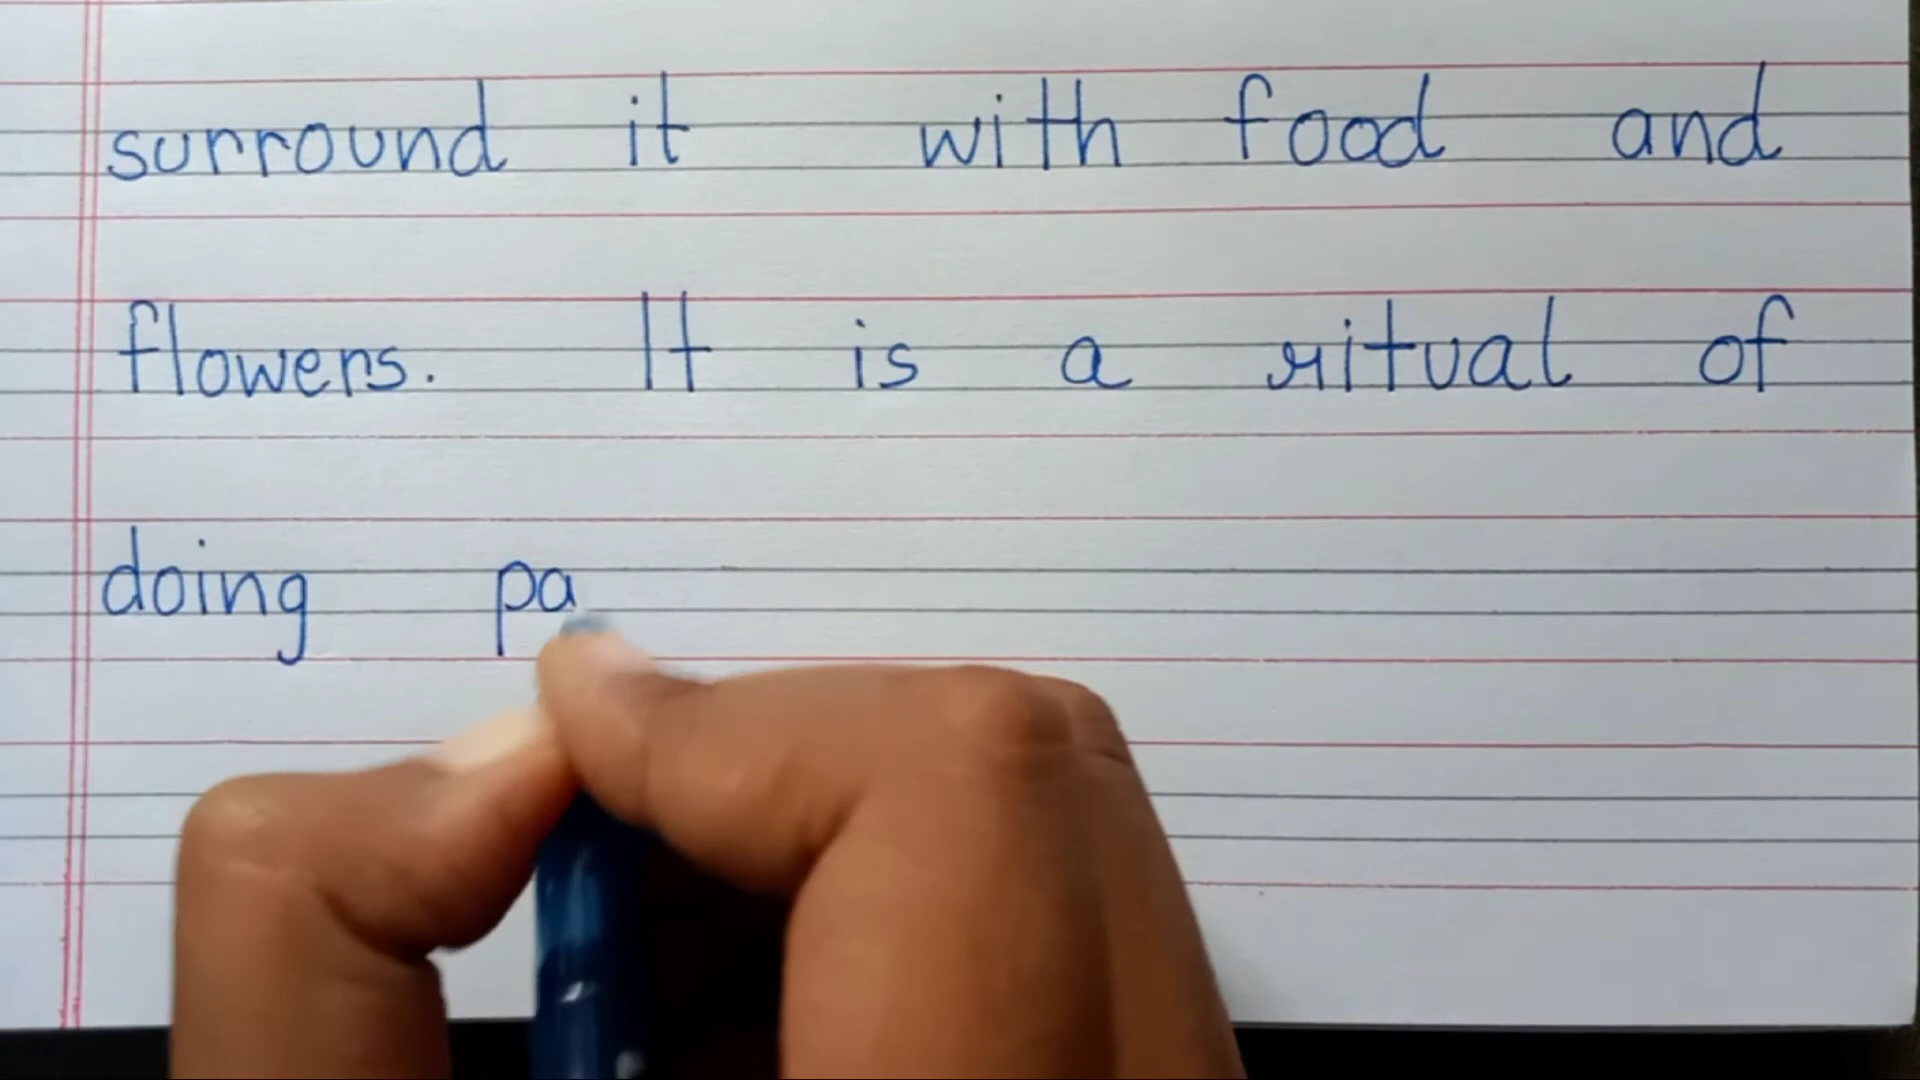 surround it with food and
flowers. It is a ritual of
doing pa